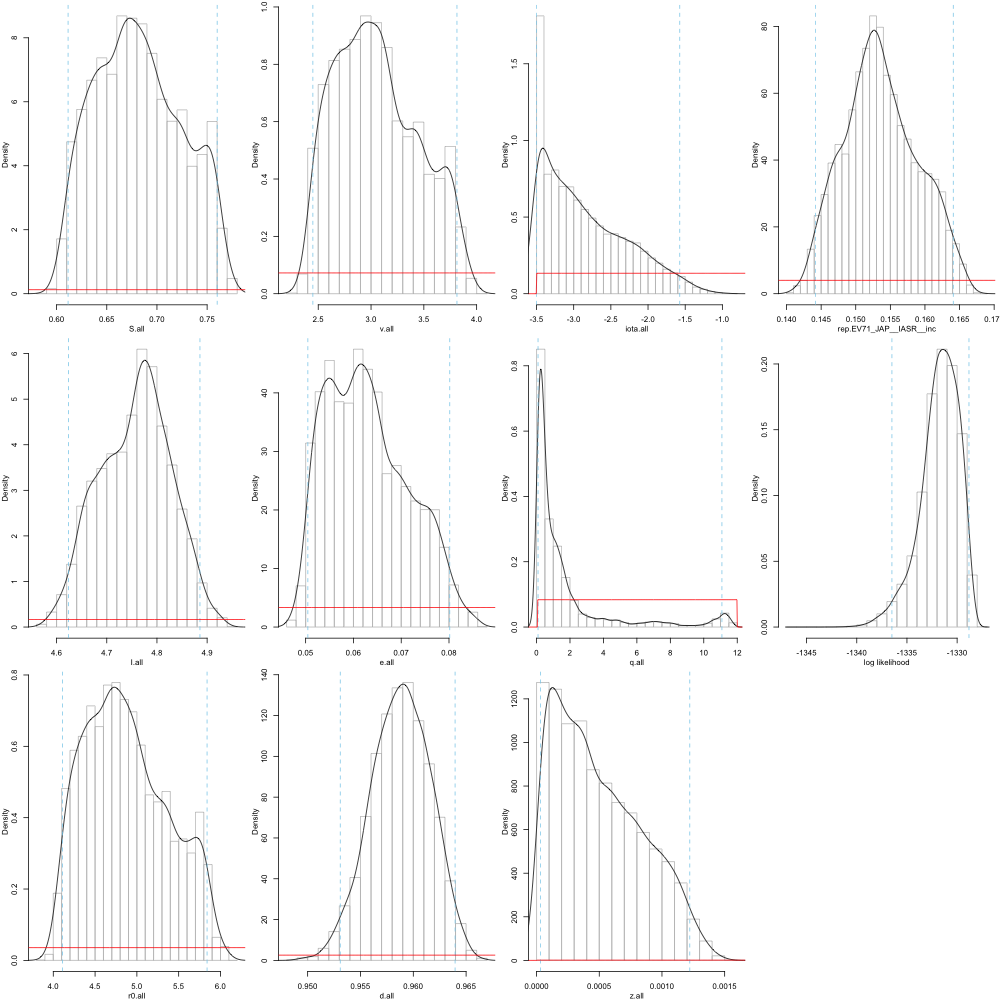 Density
0 2 4 6 8
0.60 0.65 0.70 0.75
S.all
Density
0.0 0.2 0.4 0.6 0.8 1.0
2.5 3.0 3.5 4.0
v.all
Density
0.0 0.5 1.0 1.5
-3.5 -3.0 -2.5 -2.0 -1.5 -1.0
iota.all
Density
0 20 40 60 80
0.140 0.145 0.150 0.155 0.160 0.165 0.170
rep.EV71_JAP__IASR__inc
Density
0 1 2 3 4 5 6
4.6 4.7 4.8 4.9
l.all
Density
0 10 20 30 40
0.05 0.06 0.07 0.08
e.all
Density
0.0 0.2 0.4 0.6 0.8
0 2 4 6 8 10 12
q.all
Density
0.00 0.05 0.10 0.15 0.20
-1345 -1340 -1335 -1330
log likelihood
Density
0.0 0.2 0.4 0.6 0.8
4.0 4.5 5.0 5.5 6.0
r0.all
Density
0 20 40 60 80 100 120 140
0.950 0.955 0.960 0.965
d.all
Density
0 200 400 600 800 1000 1200
0.0000 0.0005 0.0010 0.0015
z.all